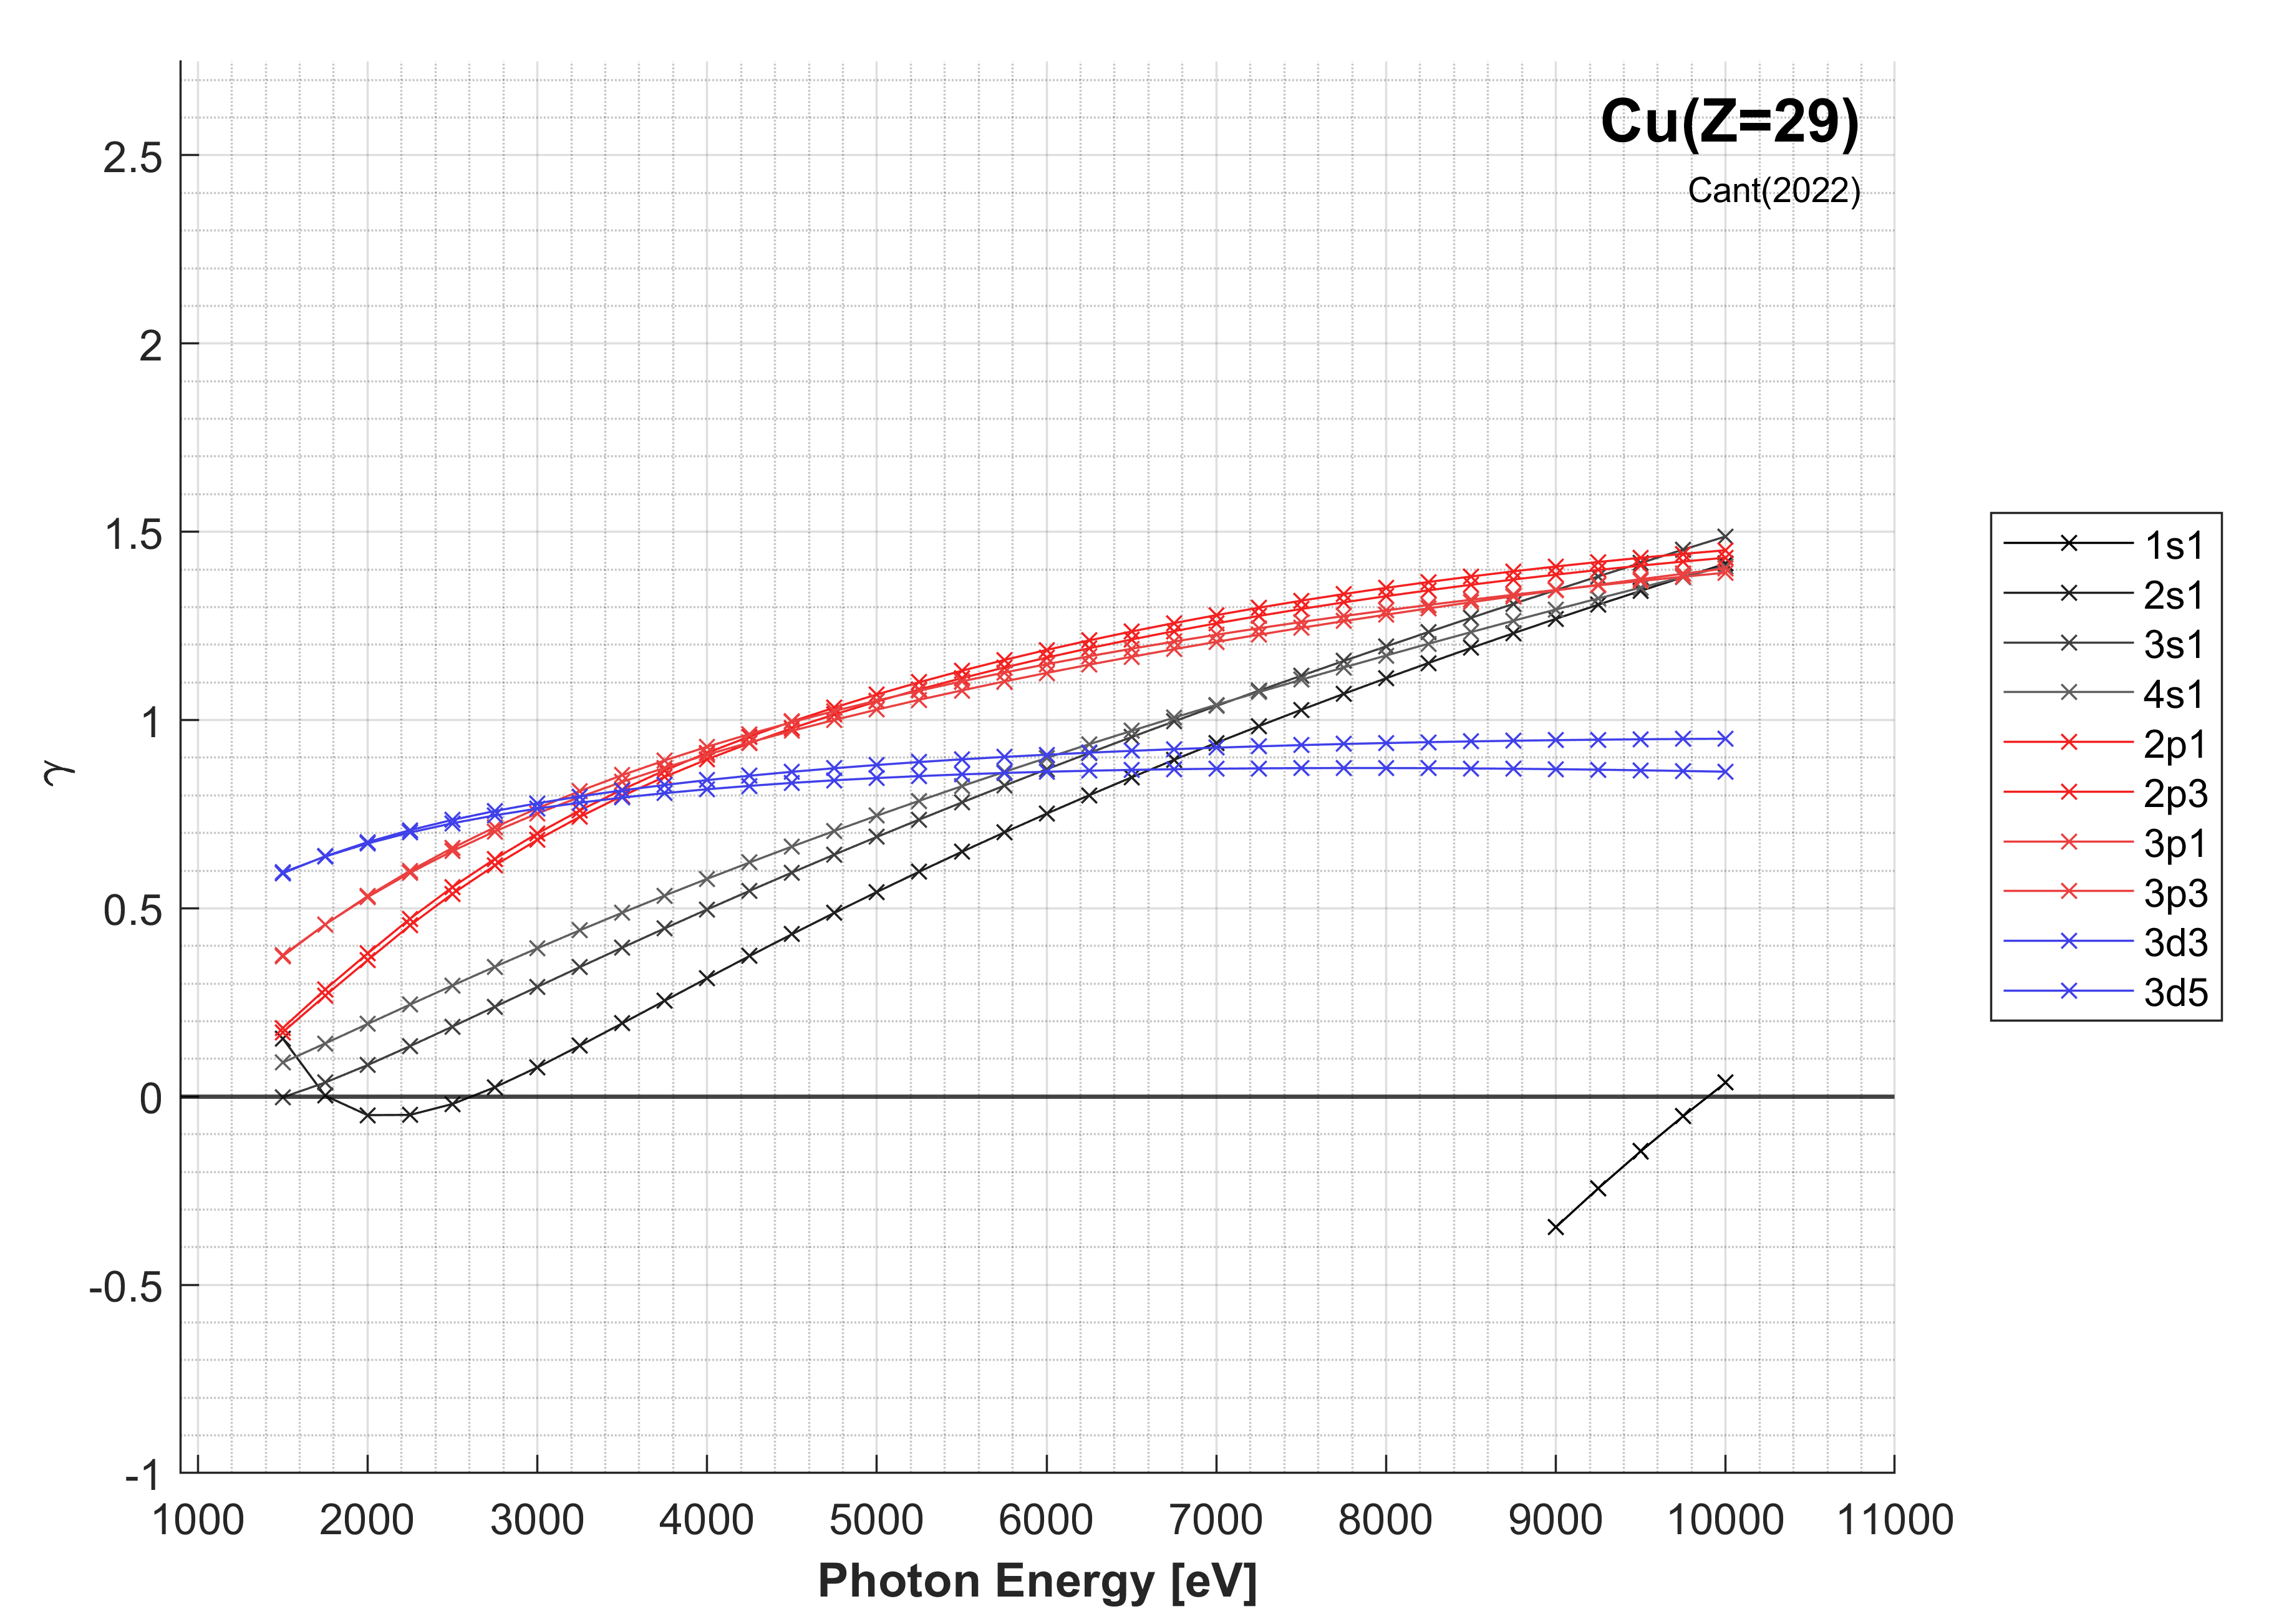 Cu(Z=29)
Cant(2022)
2.5
2
1.5
1
0.5
0
-0.5
-1
γ
1000 2000 3000 4000 5000 6000 7000 8000 9000 10000 11000
Photon Energy [eV]
1s1
2s1
3s1
4s1
2p1
2p3
3p1
3p3
3d3
3d5